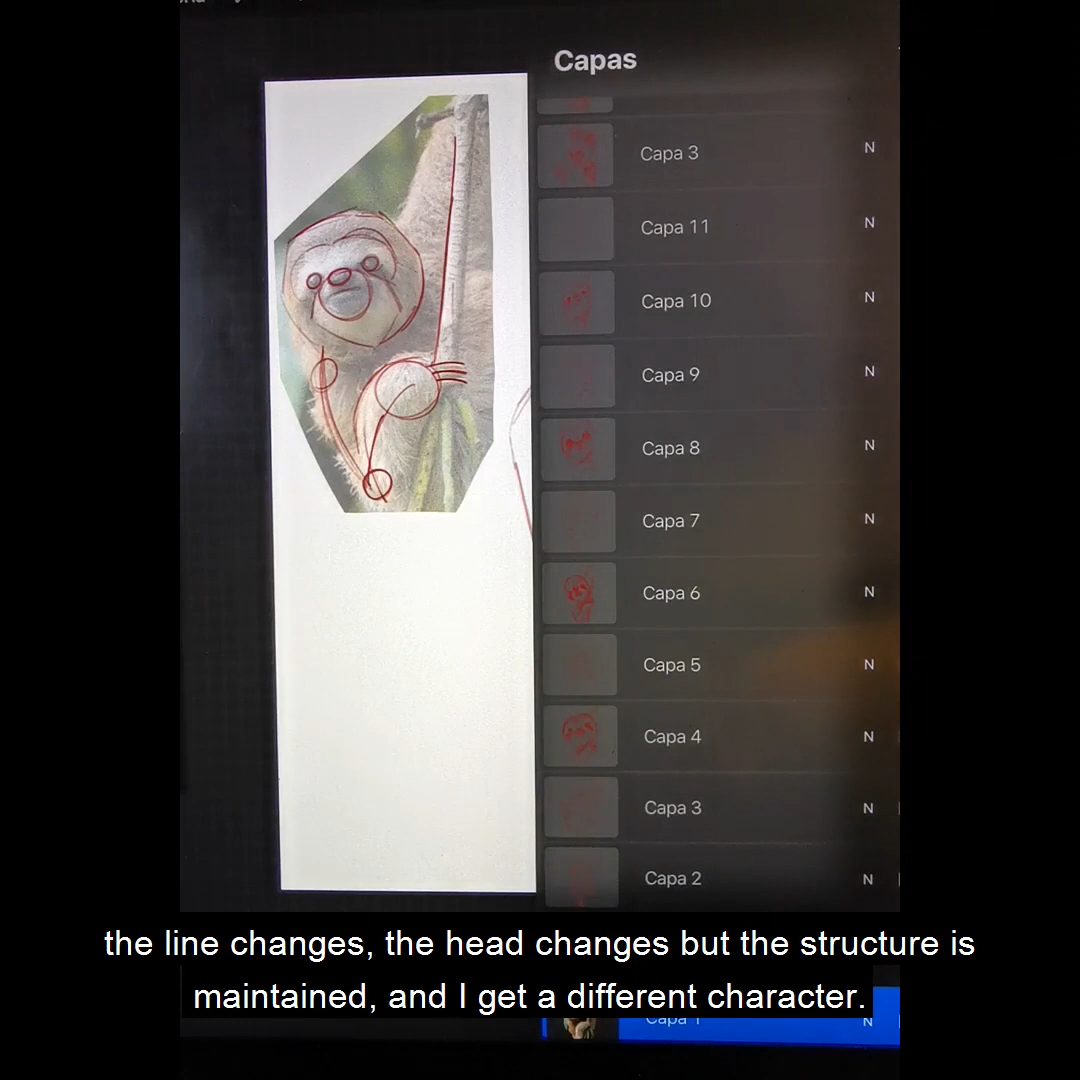 Capas
Capa 3 N
Capa 11 N
Capa 10 N
Capa 9 N
Capa 8 N
Capa 7 N
Capa 6 N
Capa 5 N
Capa 4 N
Capa 3 N
Capa 2 N
the line changes, the head changes but the structure is
maintained, and I get a different character.
Capa 1 N